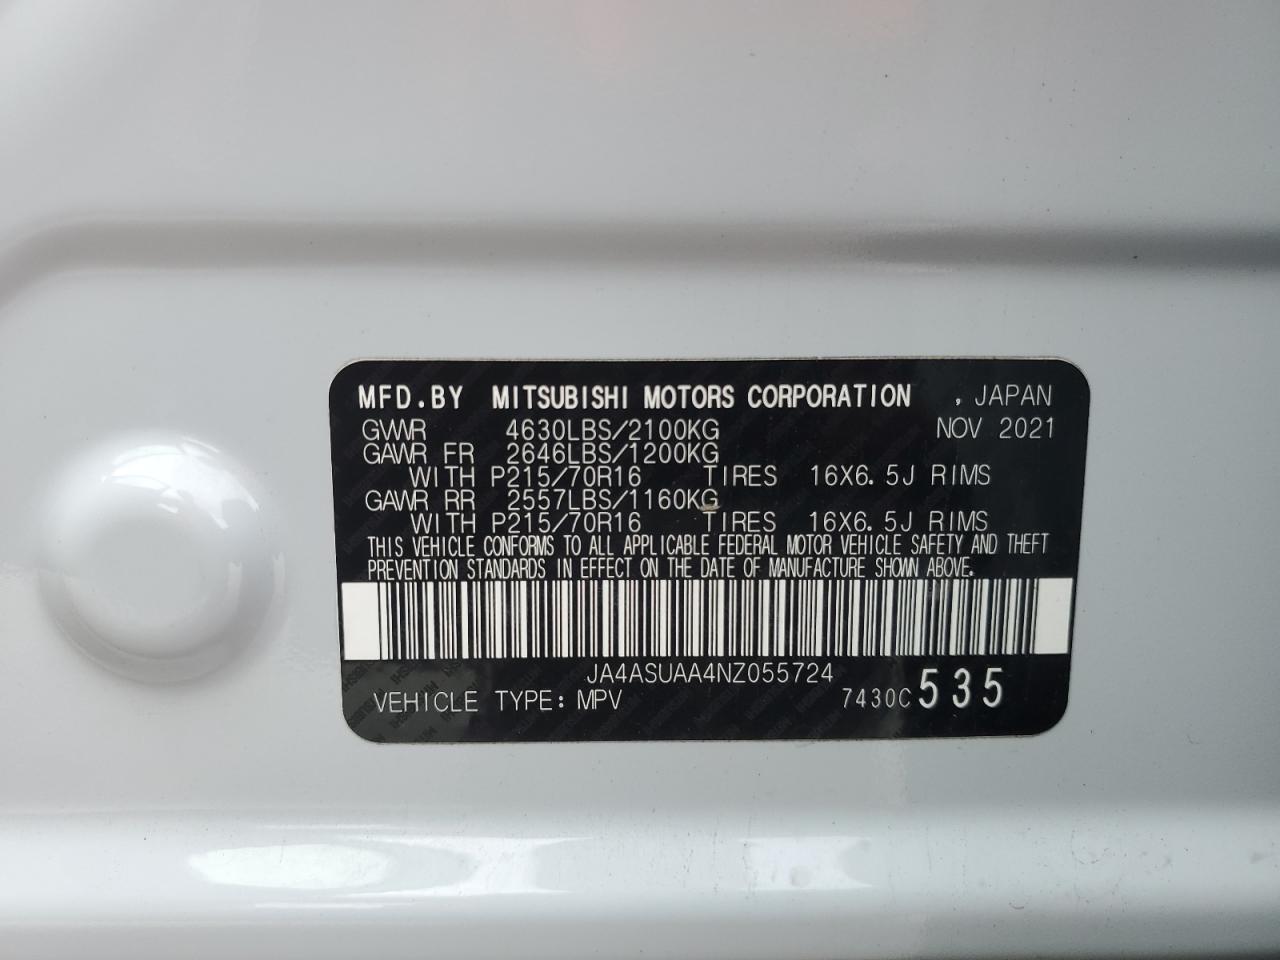 MFD.BY MITSUBISHI MOTORS CORPORATION , JAPAN
GVWR 4630LBS/2100KG NOV 2021
GAWR FR 2646LBS/1200KG
WITH P215/70R16 TIRES 16X6.5J RIMS
GAWR RR 2557LBS/1160KG
WITH P215/70R16 TIRES 16X6.5J RIMS
THIS VEHICLE CONFORMS TO ALL APPLICABLE FEDERAL MOTOR VEHICLE SAFETY AND THEFT
PREVENTION STANDARDS IN EFFECT ON THE DATE OF MANUFACTURE SHOWN ABOVE.
JA4ASUAA4NZ055724
VEHICLE TYPE: MPV 7430C 535